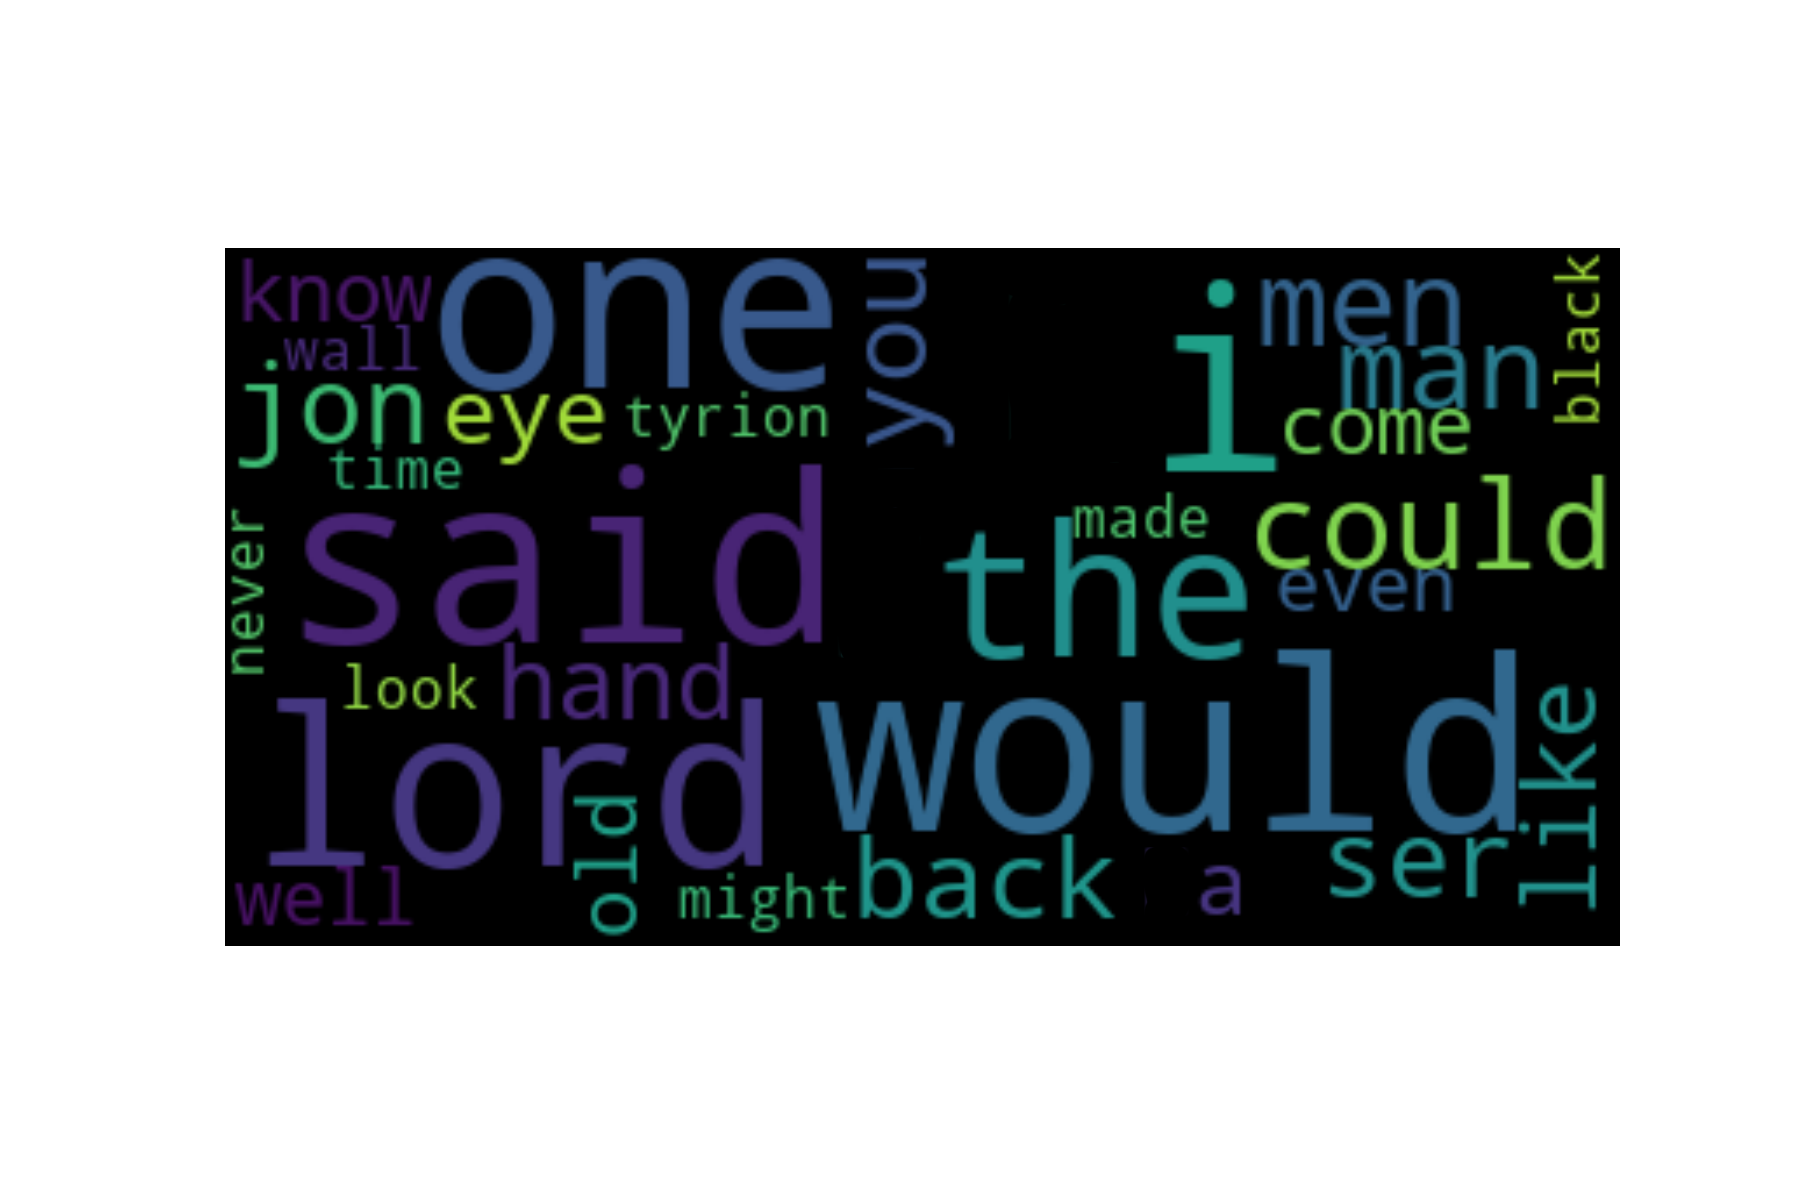 know
one
you
i
men
black
wall
man
jon
eye
tyrion
come
time
said
made
could
never
the
even
look
hand
lord
would
like
old
well
might
back
a
ser